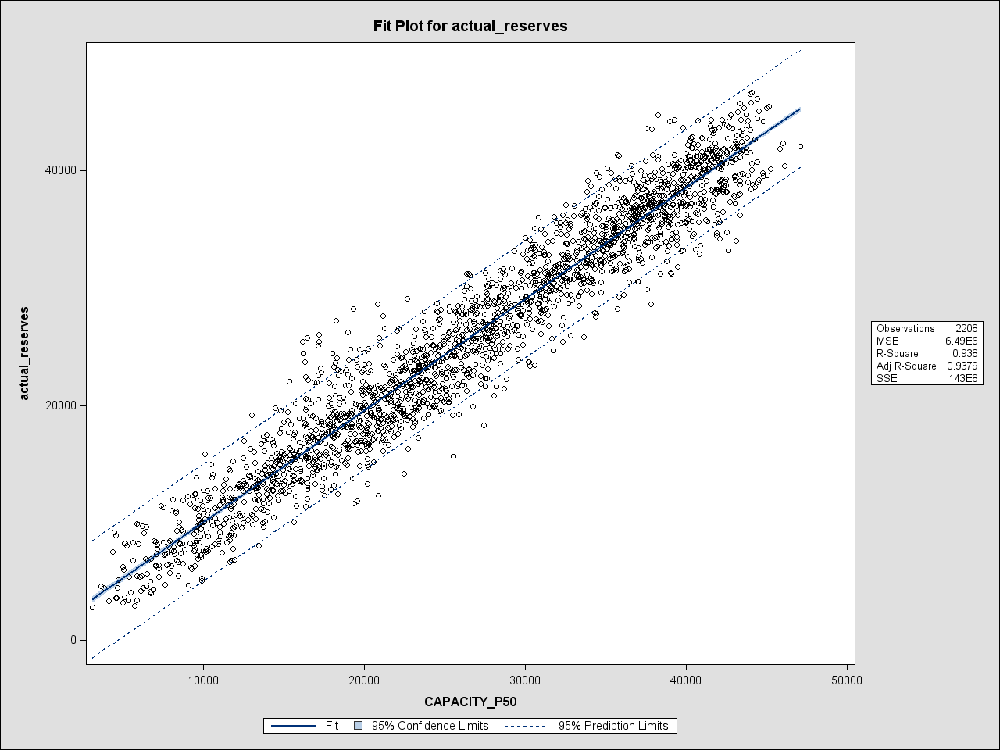 Fit Plot for actual_reserves
actual_reserves
40000
20000
0
Observations 2208
MSE 6.49E6
R-Square 0.938
Adj R-Square 0.9379
SSE 143E8
10000 20000 30000 40000 50000
CAPACITY_P50
Fit 95% Confidence Limits 95% Prediction Limits